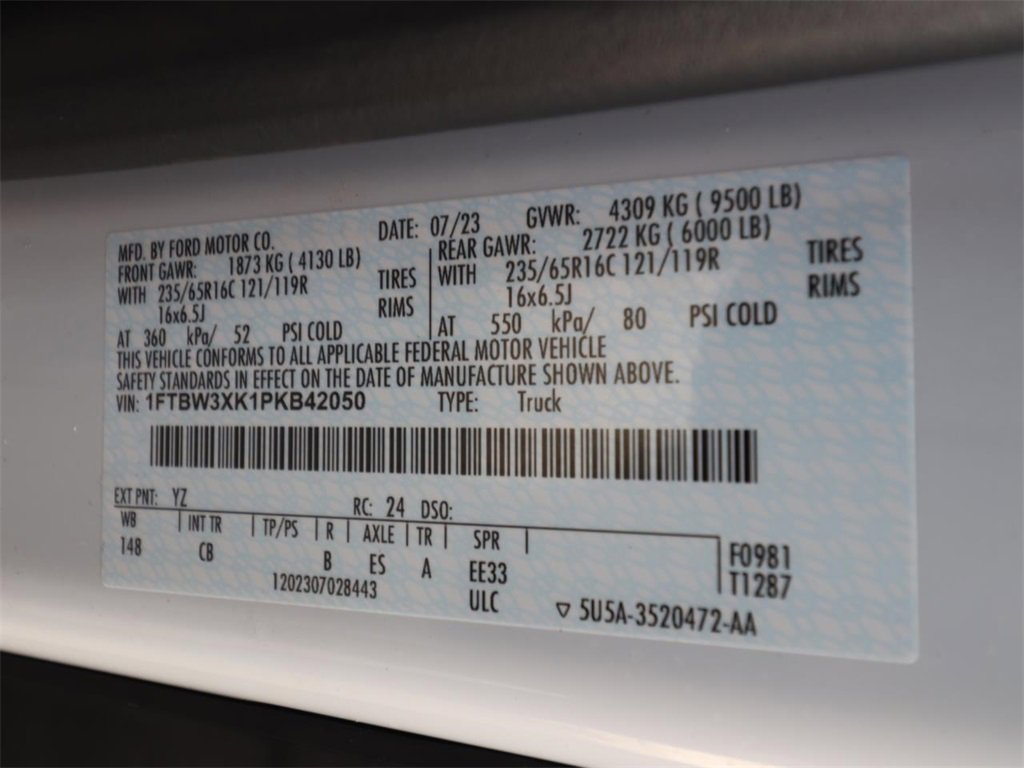 MFD. BY FORD MOTOR CO. DATE: 07/23 GVWR: 4309 KG ( 9500 LB)
FRONT GAWR: 1873 KG ( 4130 LB) REAR GAWR: 2722 KG ( 6000 LB)
WITH 235/65R16C 121/119R TIRES WITH 235/65R16C 121/119R TIRES
16x6.5J RIMS 16x6.5J RIMS
AT 360 kPa/ 52 PSI COLD AT 550 kPa/ 80 PSI COLD
THIS VEHICLE CONFORMS TO ALL APPLICABLE FEDERAL MOTOR VEHICLE
SAFETY STANDARDS IN EFFECT ON THE DATE OF MANUFACTURE SHOWN ABOVE.
VIN: 1FTBW3XK1PKB42050 TYPE: Truck
EXT PNT: YZ RC: 24 DSO:
WB INT TR TP/PS R AXLE TR SPR
148 CB B ES A EE33 F0981
1202307028443 ULC T1287
▽ 5U5A-3520472-AA